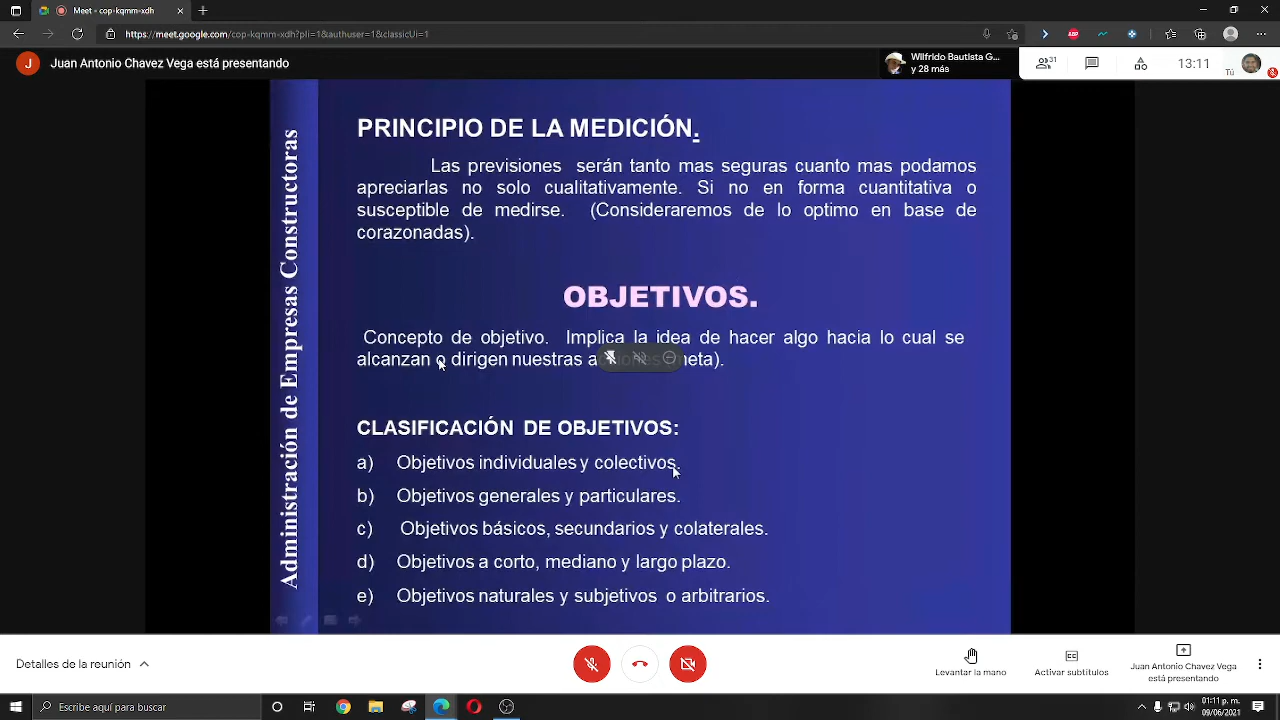 Meet - cop-kqmm-xdh
https://meet.google.com/cop-kqmm-xdh?pli=1&authuser=1&classidUi=1
Juan Antonio Chavez Vega está presentando
Wilfrido Bautista G...
y 28 más
31
13:11
Tú
Administración de Empresas Constructoras
PRINCIPIO DE LA MEDICIÓN.
Las previsiones serán tanto mas seguras cuanto mas podamos
apreciarlas no solo cualitativamente. Si no en forma cuantitativa o
susceptible de medirse. (Consideraremos de lo optimo en base de
corazonadas).
OBJETIVOS.
Concepto de objetivo. Implica la idea de hacer algo hacia lo cual se
alcanzan o dirigen nuestras acciones (meta).
CLASIFICACIÓN DE OBJETIVOS:
a) Objetivos individuales y colectivos.
b) Objetivos generales y particulares.
c) Objetivos básicos, secundarios y colaterales.
d) Objetivos a corto, mediano y largo plazo.
e) Objetivos naturales y subjetivos o arbitrarios.
Detalles de la reunión
Levantar la mano
Activar subtítulos
Juan Antonio Chavez Vega
está presentando
Escribe aquí para buscar
01:11 p. m.
09/06/2021